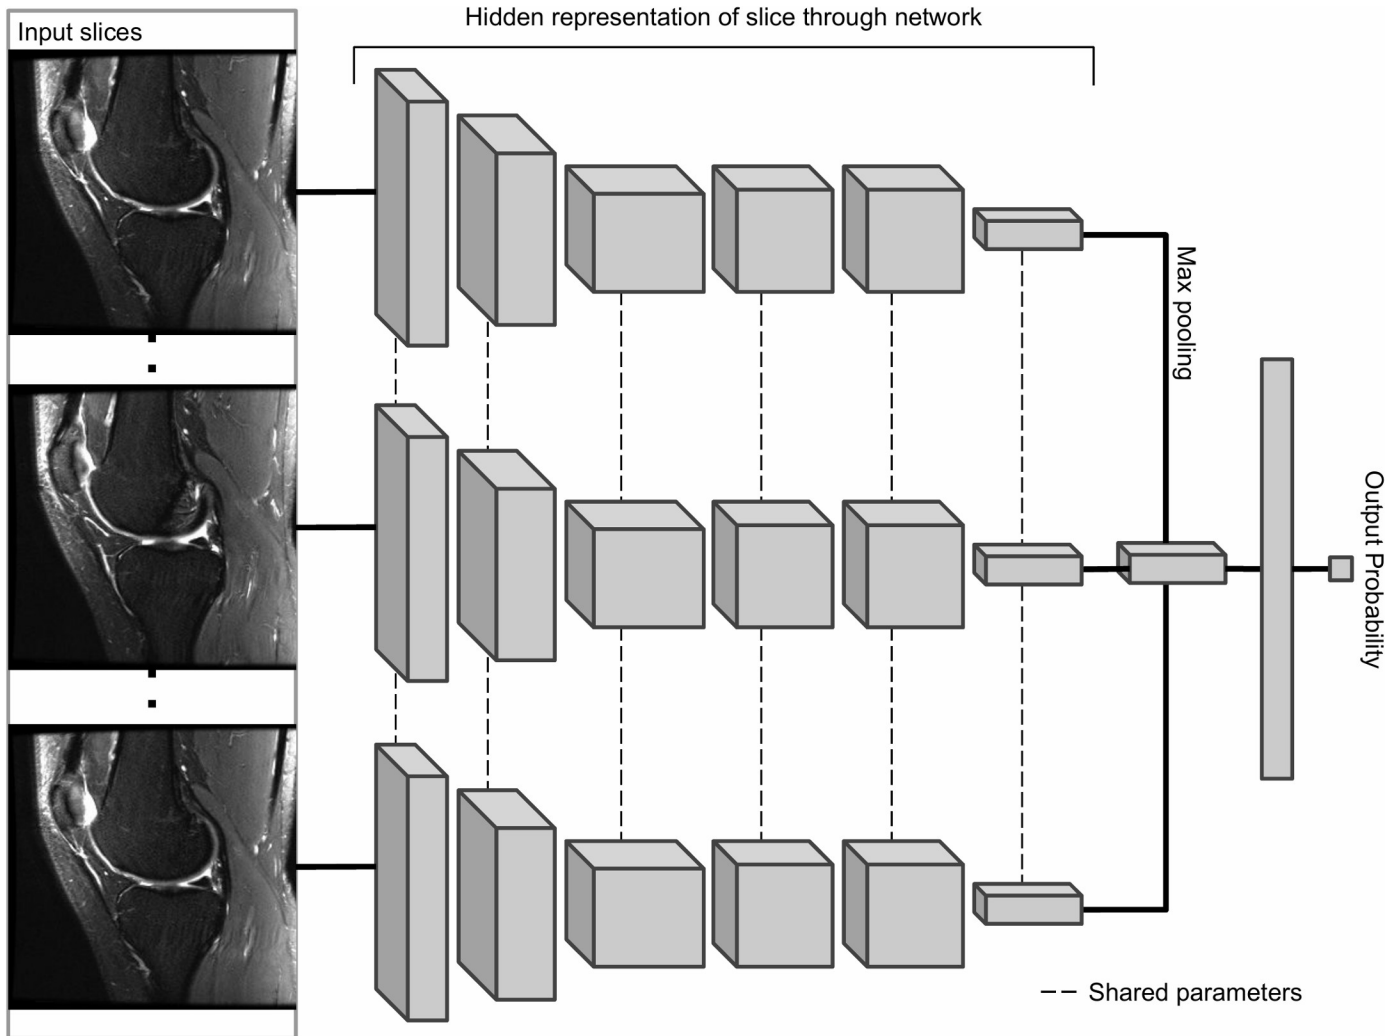 Hidden representation of slice through network
Input slices
Max pooling
Output Probability
Shared parameters